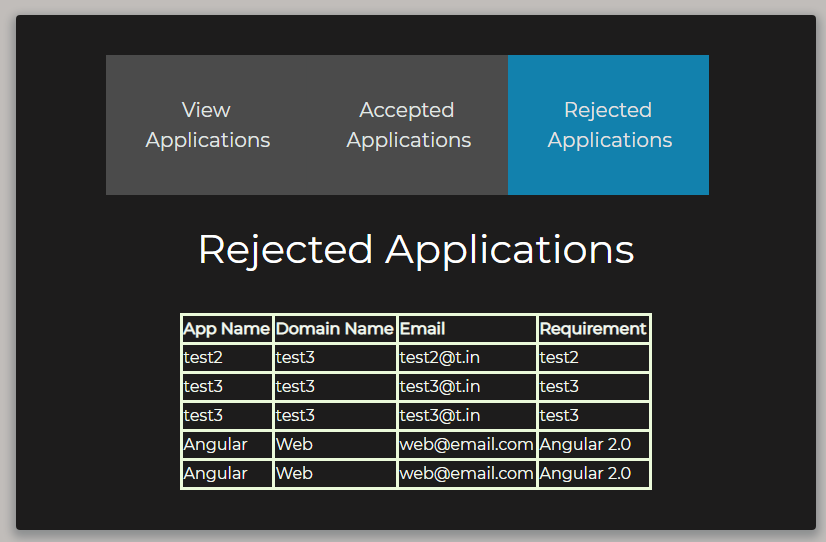 View
Applications
Accepted
Applications
Rejected
Applications
Rejected Applications
App Name Domain Name Email Requirement
test2 test3 test2@t.in test2
test3 test3 test3@t.in test3
test3 test3 test3@t.in test3
Angular Web web@email.com Angular 2.0
Angular Web web@email.com Angular 2.0